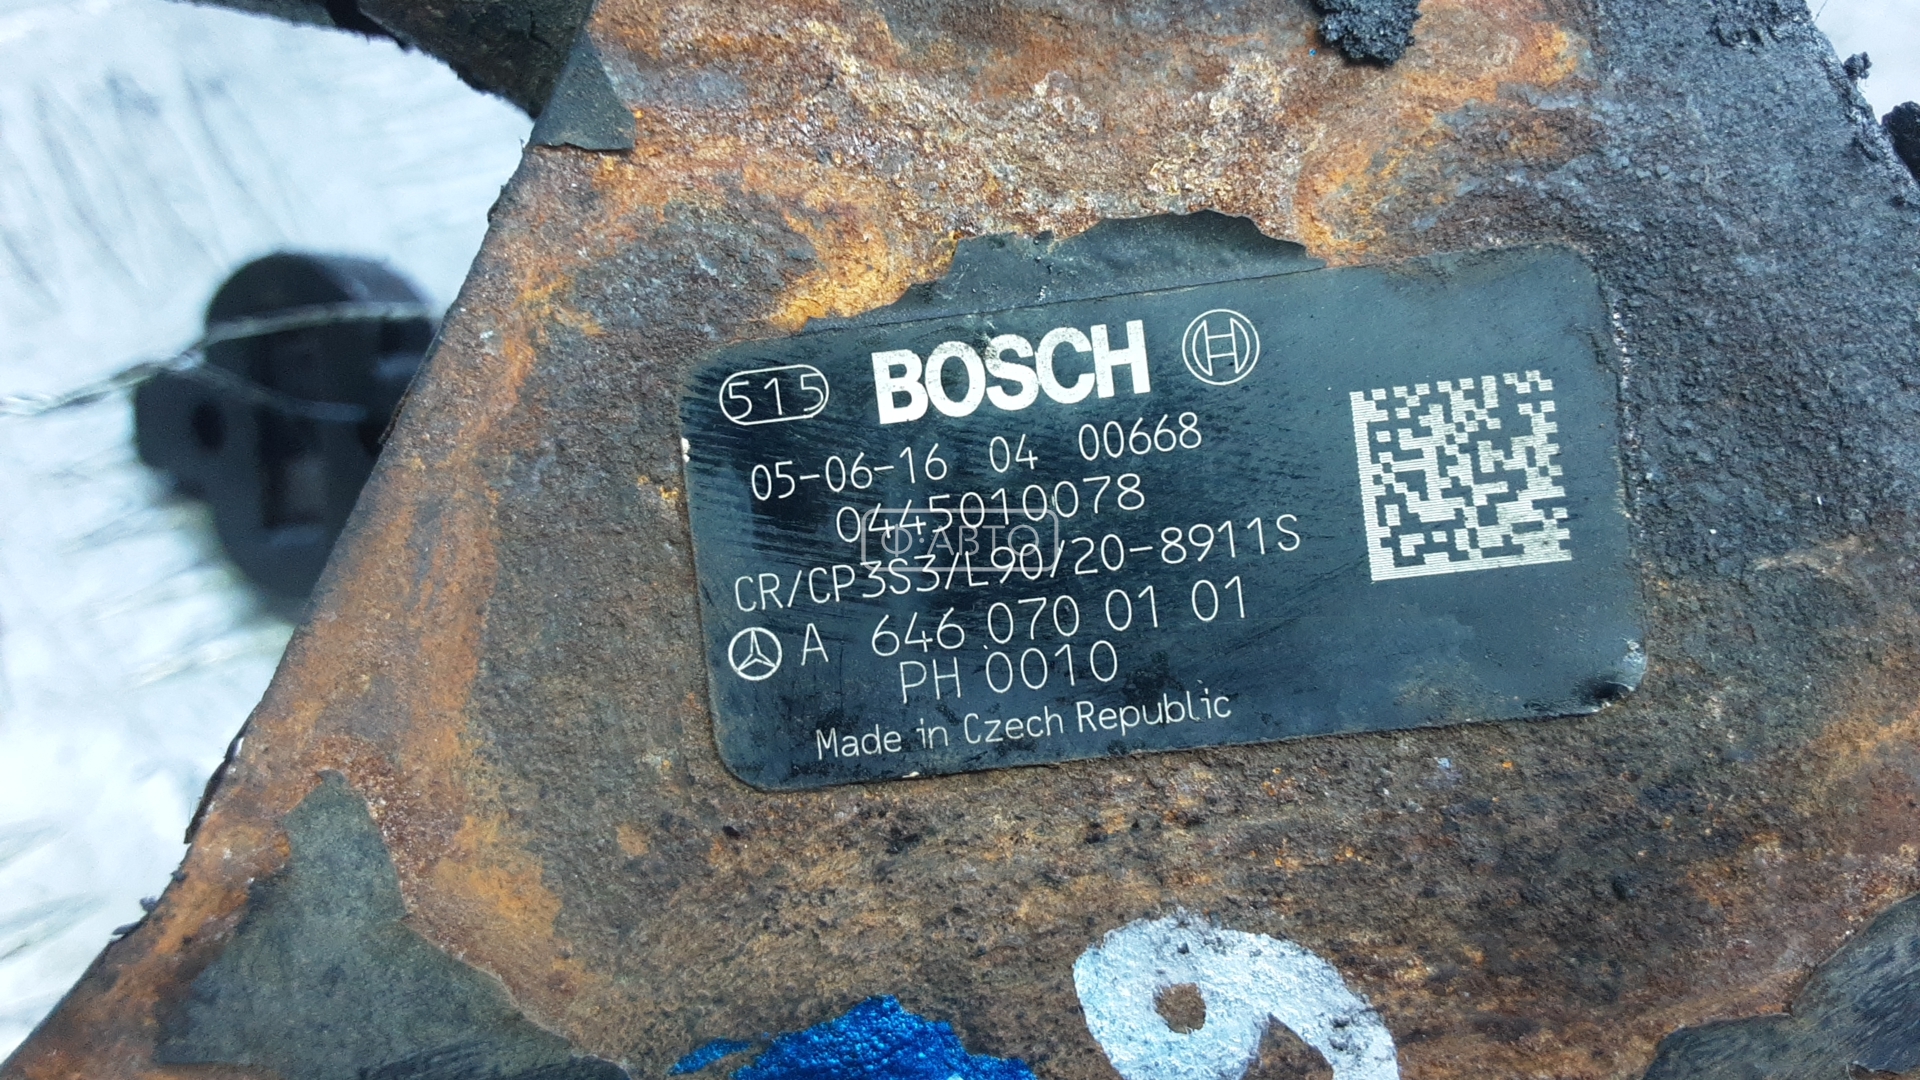 515 BOSCH
05-06-16 04 00668
0445010078
Ф-АВТО
CR/CP3S3/L90/20-8911S
A 646 070 01 01
PH 0010
Made in Czech Republic
9